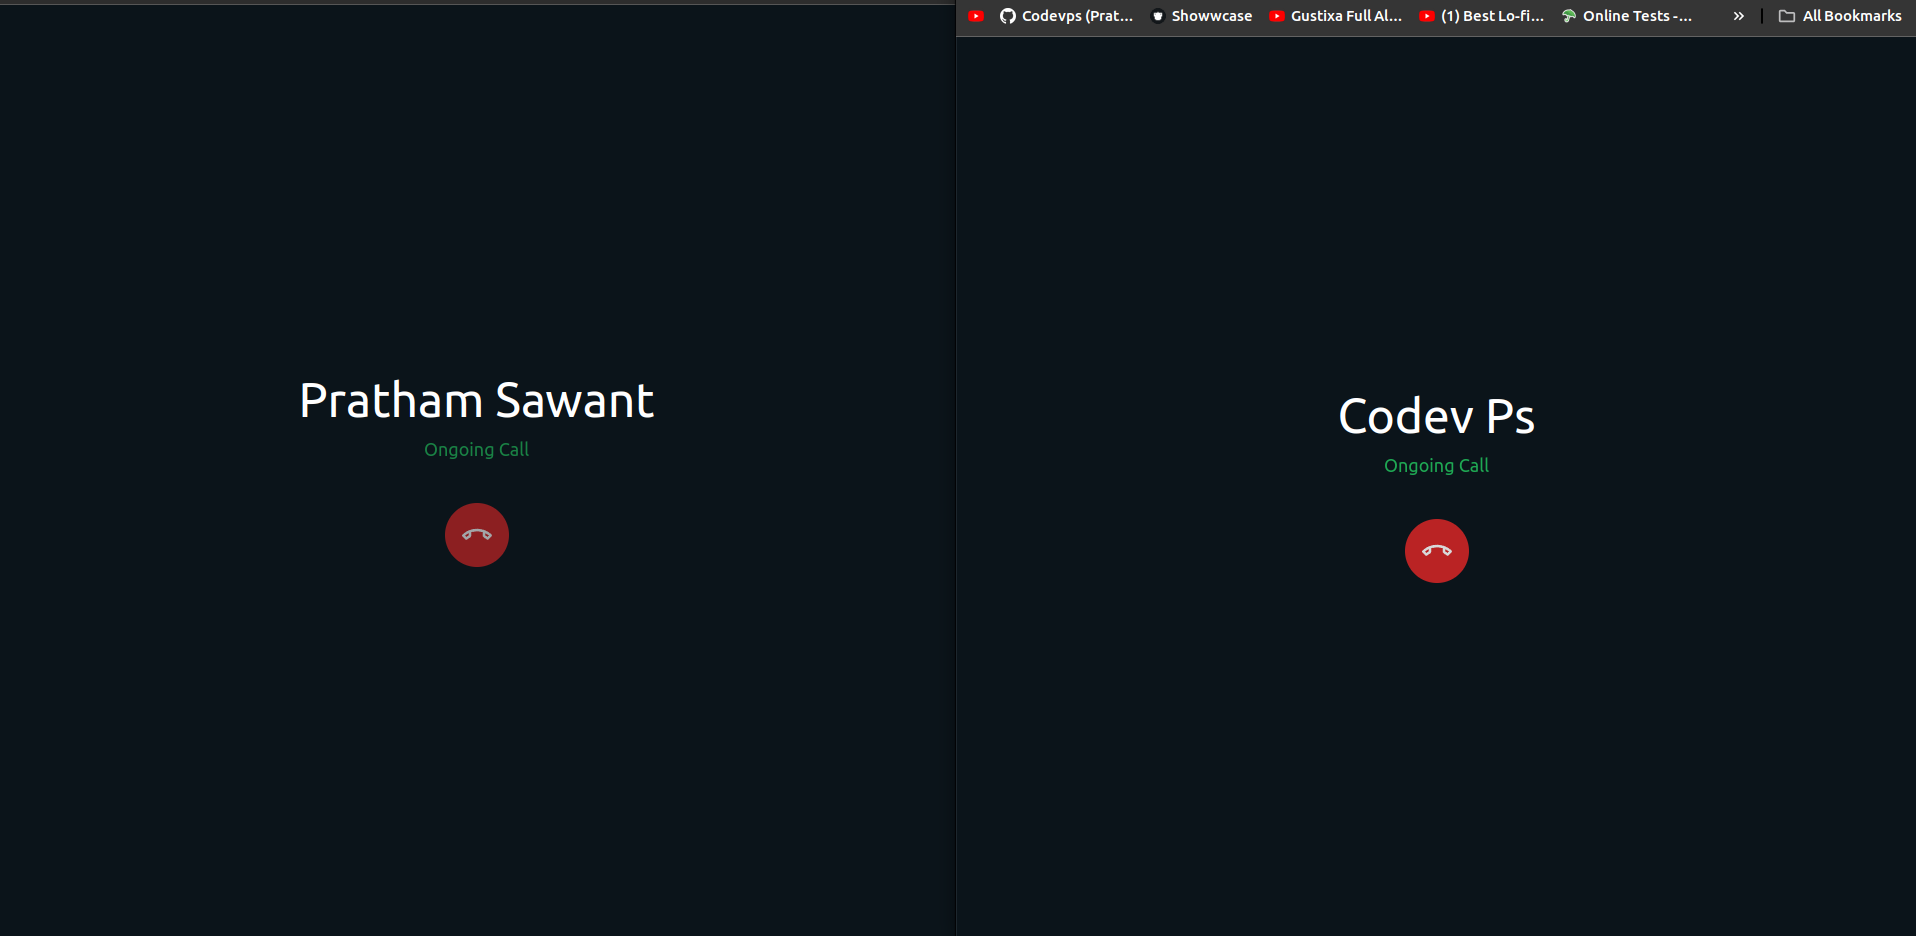 Codevps (Prat...
Showwcase
Gustixa Full Al...
(1) Best Lo-fi...
Online Tests -...
»
All Bookmarks
Pratham Sawant
Ongoing Call
Codev Ps
Ongoing Call